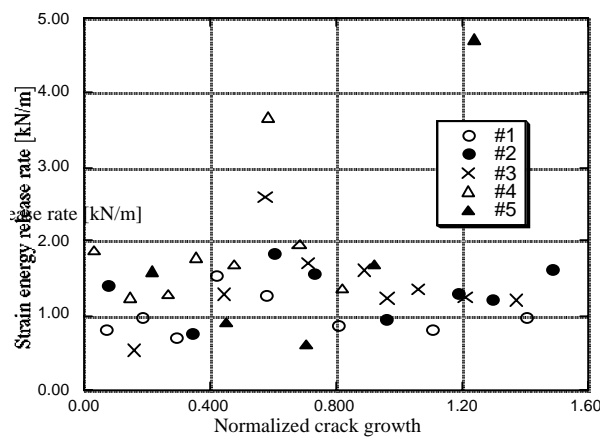 5.00
4.00
3.00
2.00
1.00
0.00
Strain energy release rate [kN/m]
ease rate [kN/m]
#1
#2
#3
#4
#5
0.00 0.400 0.800 1.20 1.60
Normalized crack growth